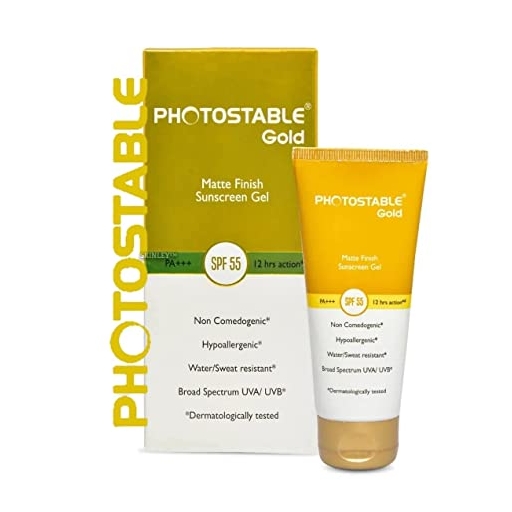 PHOTOSTABLE
PHOTOSTABLE®
Gold
Matte Finish
Sunscreen Gel
PA+++ SPF 55 12 hrs action*
Non Comedogenic*
Hypoallergenic*
Water/Sweat resistant*
Broad Spectrum UVA/ UVB*
*Dermatologically tested
PHOTOSTABLE®
Gold
Matte Finish
Sunscreen Gel
PA+++ SPF 55 12 hrs action*
Non Comedogenic*
Hypoallergenic*
Water/Sweat resistant*
Broad Spectrum UVA/ UVB*
*Dermatologically tested